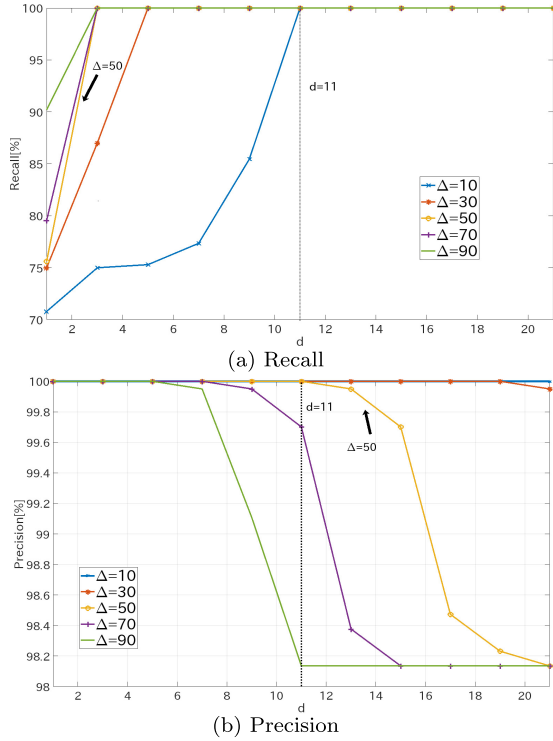 100
95
90
85
80
75
70
Recall[%]
Δ=50
d=11
Δ=10
Δ=30
Δ=50
Δ=70
Δ=90
2 4 6 8 10 12 14 16 18 20
d
(a) Recall
100
99.8
99.6
99.4
99.2
99
98.8
98.6
98.4
98.2
98
Precision[%]
d=11
Δ=50
Δ=10
Δ=30
Δ=50
Δ=70
Δ=90
2 4 6 8 10 12 14 16 18 20
d
(b) Precision